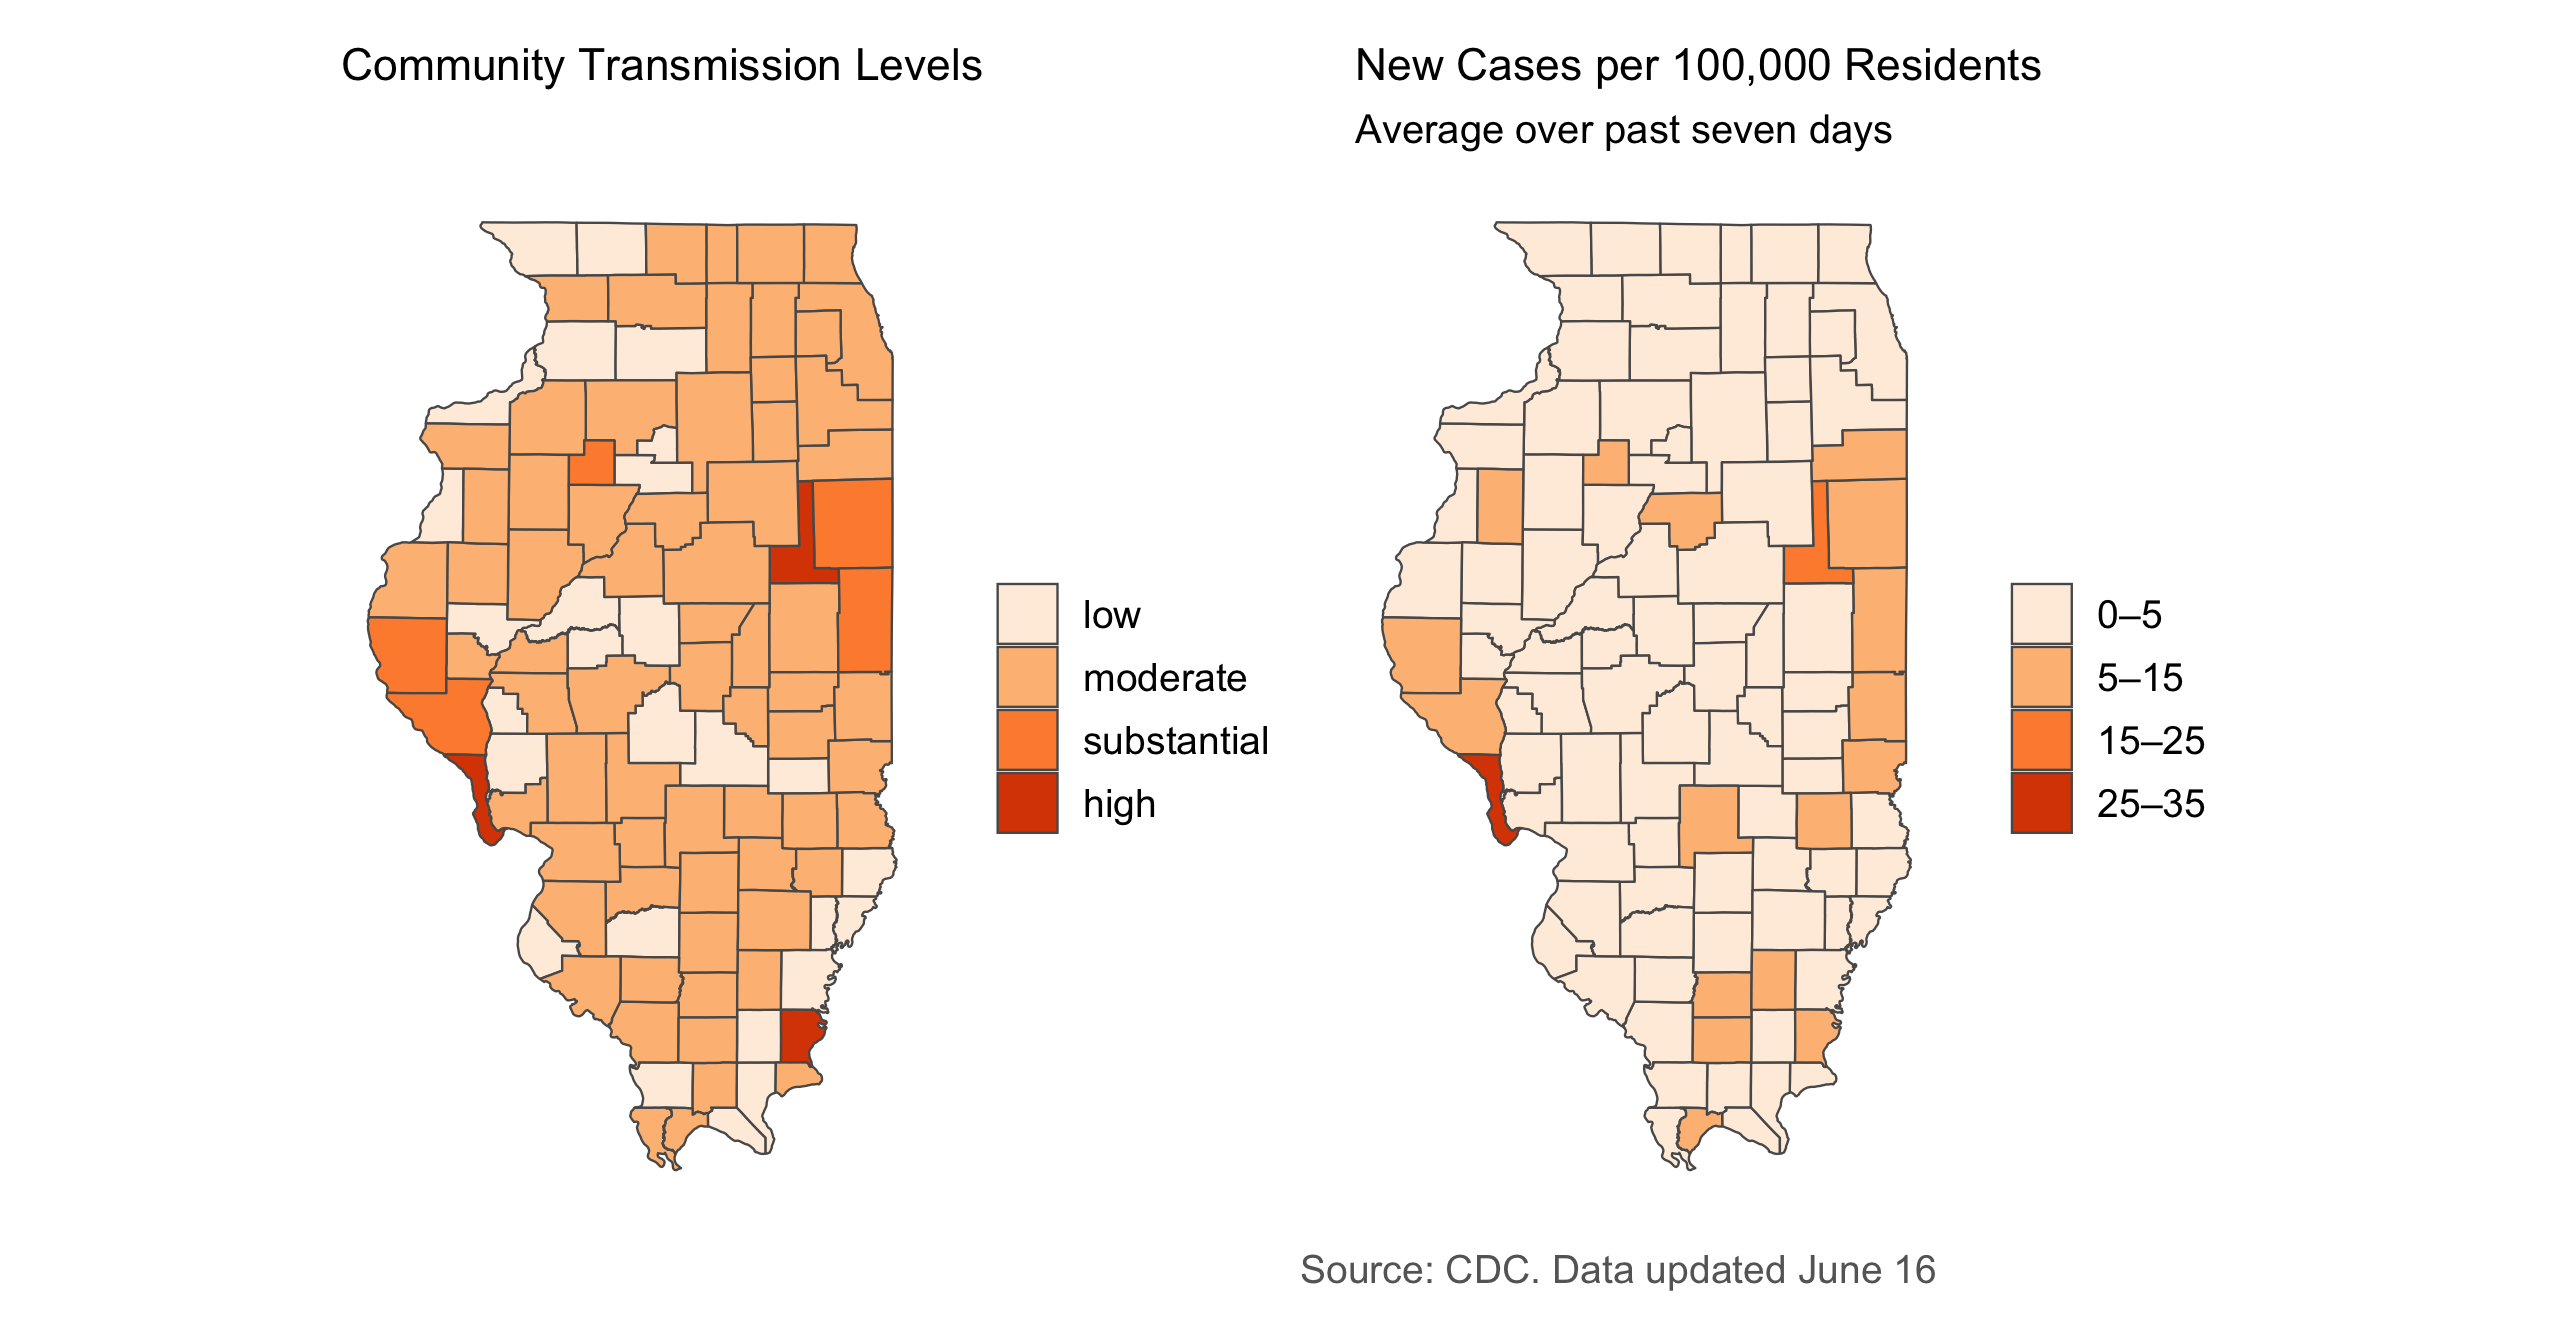 Community Transmission Levels
low
moderate
substantial
high
New Cases per 100,000 Residents
Average over past seven days
0–5
5–15
15–25
25–35
Source: CDC. Data updated June 16